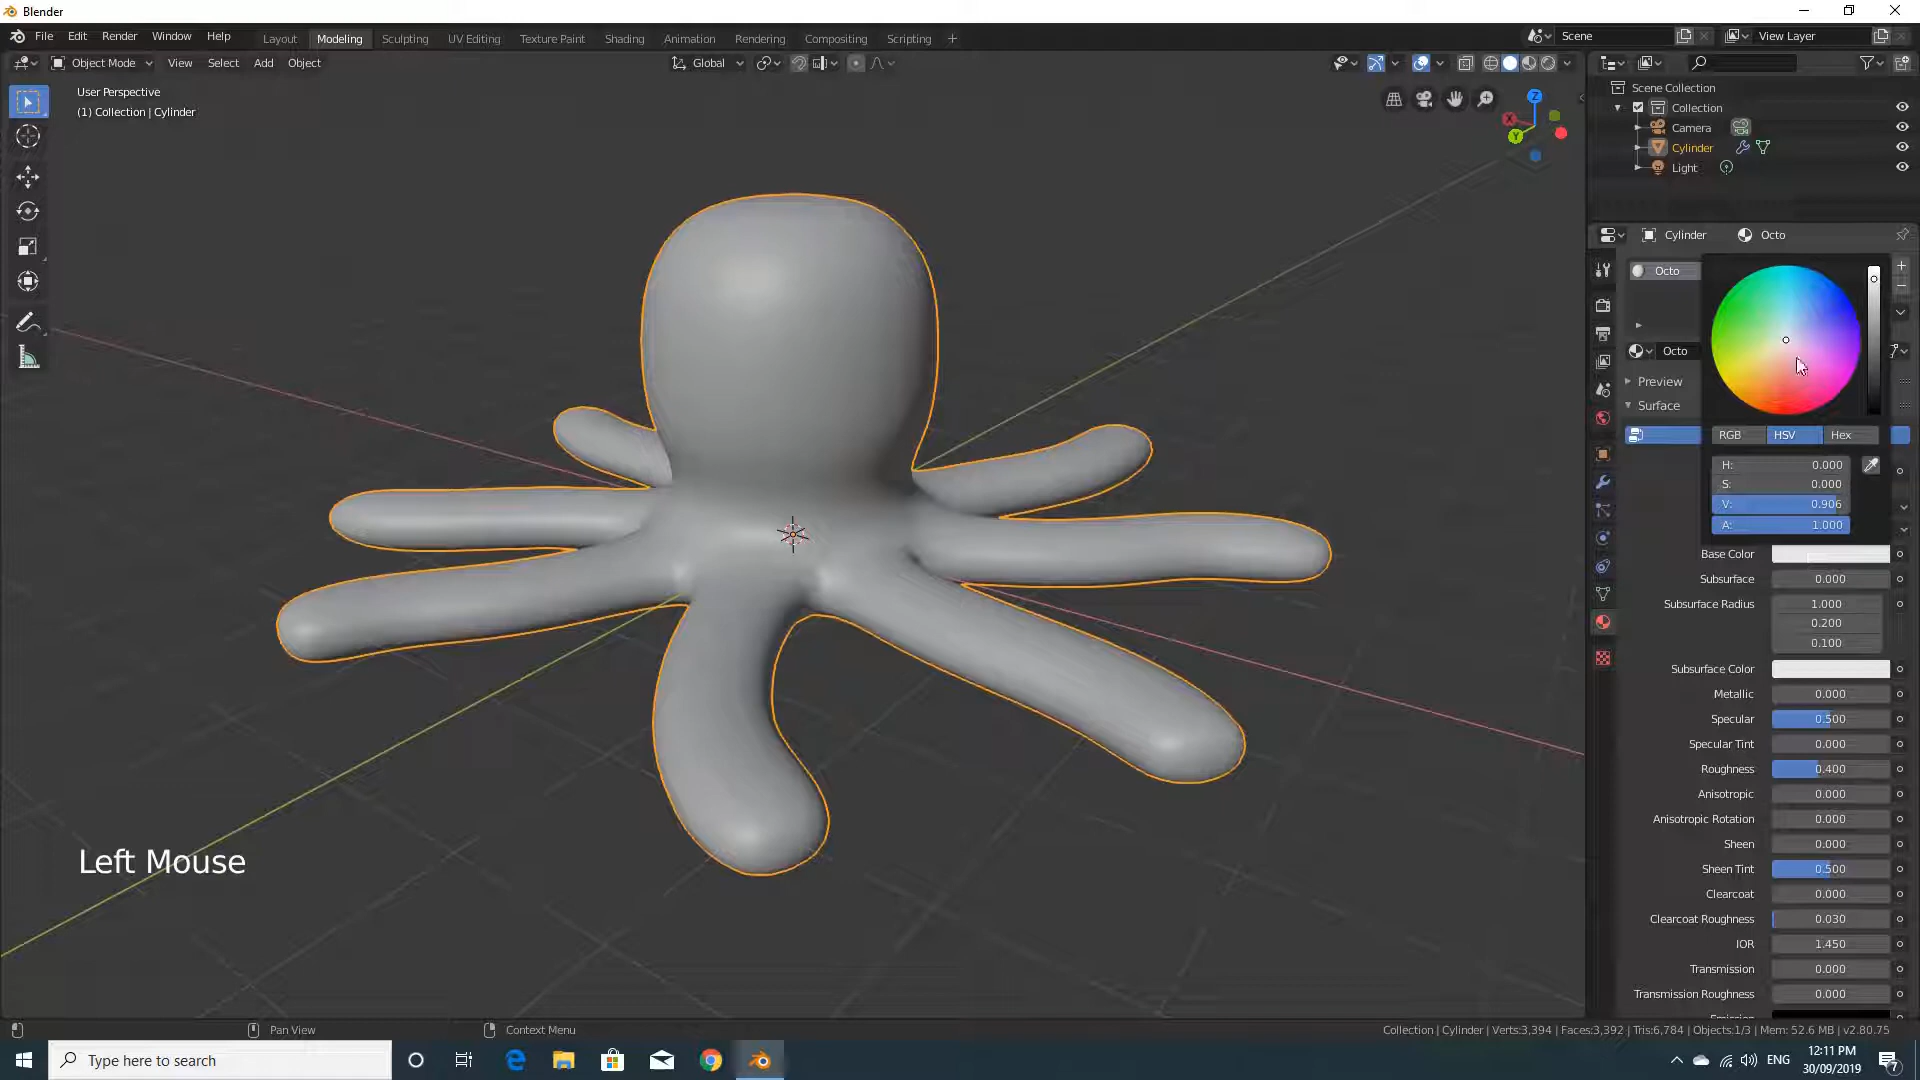 Blender
File Edit Render Window Help Layout Modeling Sculpting UV Editing Texture Paint Shading Animation Rendering Compositing Scripting + Scene View Layer
Object Mode View Select Add Object Global
User Perspective
(1) Collection | Cylinder
Z
X
Y
Scene Collection
Collection
Camera
Cylinder
Light
Cylinder Octo
Octo
Octo
Preview
Surface
RGB HSV Hex
H: 0.000
S: 0.000
V: 0.906
A: 1.000
Base Color
Subsurface 0.000
Subsurface Radius 1.000
0.200
0.100
Subsurface Color
Metallic 0.000
Specular 0.500
Specular Tint 0.000
Roughness 0.400
Anisotropic 0.000
Anisotropic Rotation 0.000
Sheen 0.000
Sheen Tint 0.500
Clearcoat 0.000
Clearcoat Roughness 0.030
IOR 1.450
Transmission 0.000
Transmission Roughness 0.000
Left Mouse
Pan View Context Menu Collection | Cylinder | Verts:3,394 | Faces:3,392 | Tris:6,784 | Objects:1/3 | Mem: 52.6 MB | v2.80.75
Type here to search
ENG
12:11 PM
30/09/2019
7